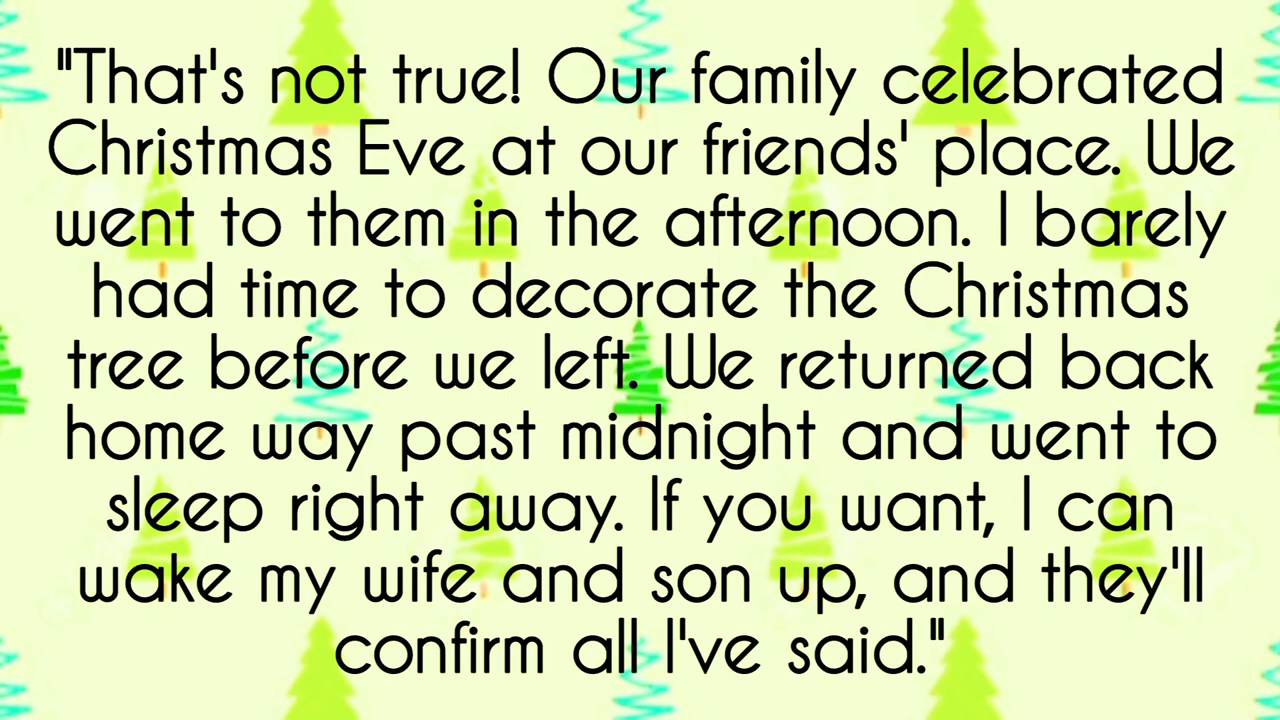 "That's not true! Our family celebrated
Christmas Eve at our friends' place. We
went to them in the afternoon. I barely
had time to decorate the Christmas
tree before we left. We returned back
home way past midnight and went to
sleep right away. If you want, I can
wake my wife and son up, and they'll
confirm all I've said."